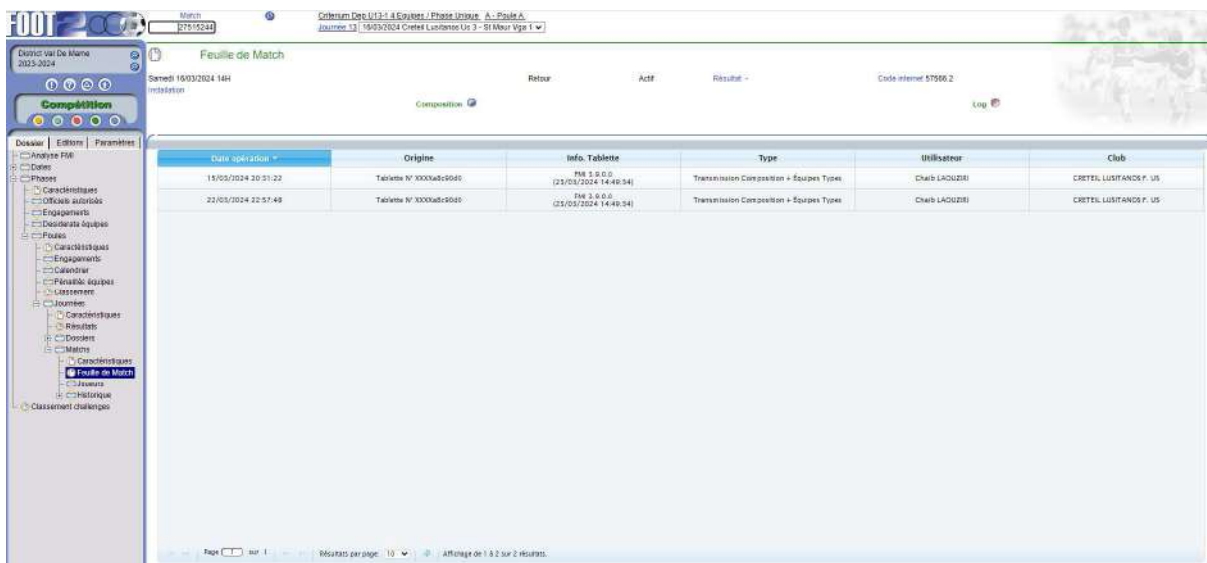 FOOT 2000
Match
27515244
Criterium Dep U13-1 4 Equipes / Phase Unique A - Poule A
Journée 13 16/03/2024 Creteil Lusitanos Us 3 - St Maur Vga 1
District Val De Marne
2023-2024
Compétition
Dossier Editions Paramètres
Analyse FMI
Dates
Phases
Caractéristiques
Officiels autorisés
Engagements
Desiderata équipes
Poules
Caractéristiques
Engagements
Calendrier
Pénalités équipes
Classement
Journées
Caractéristiques
Résultats
Dossiers
Matchs
Caractéristiques
Feuille de Match
Joueurs
Historique
Classement challenges
Feuille de Match
Samedi 16/03/2024 14H Retour Actif Résultat - Code internet 57566.2
Installation
Composition Log
Date opération Origine Info. Tablette Type Utilisateur Club
15/03/2024 20:51:22 Tablette N° XXXXa8c90d0 FMI 3.9.0.0 (25/03/2024 14:49:54) Transmission Composition + Équipes Types Chaib LAOUZIRI CRETEIL LUSITANOS F. US
22/03/2024 22:57:48 Tablette N° XXXXa8c90d0 FMI 3.9.0.0 (25/03/2024 14:49:54) Transmission Composition + Équipes Types Chaib LAOUZIRI CRETEIL LUSITANOS F. US
Page 1 sur 1 Résultats par page: 10 Affichage de 1 à 2 sur 2 résultats.